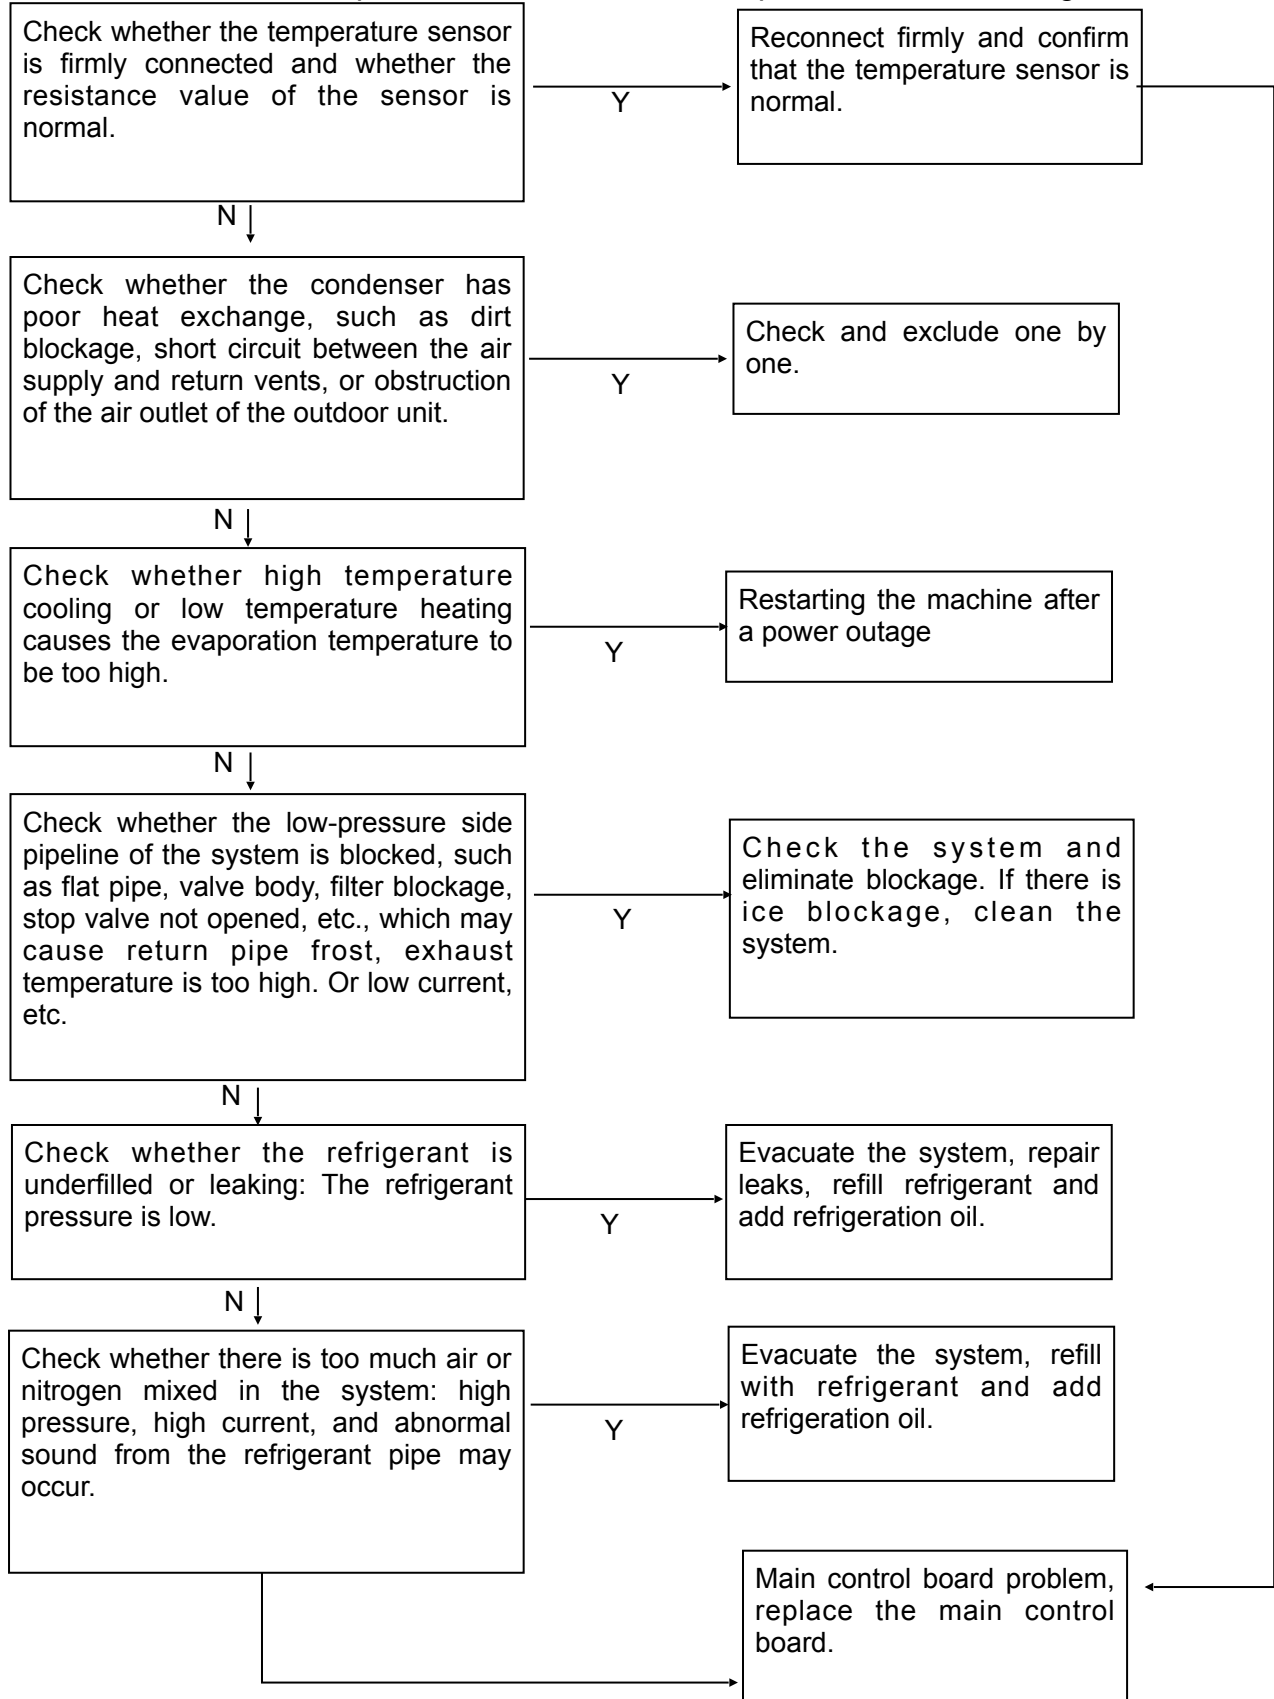 Check whether the temperature sensor
is firmly connected and whether the
resistance value of the sensor is
normal.
Y
Reconnect firmly and confirm
that the temperature sensor is
normal.
N
Check whether the condenser has
poor heat exchange, such as dirt
blockage, short circuit between the air
supply and return vents, or obstruction
of the air outlet of the outdoor unit.
Y
Check and exclude one by
one.
N
Check whether high temperature
cooling or low temperature heating
causes the evaporation temperature to
be too high.
Y
Restarting the machine after
a power outage
N
Check whether the low-pressure side
pipeline of the system is blocked, such
as flat pipe, valve body, filter blockage,
stop valve not opened, etc., which may
cause return pipe frost, exhaust
temperature is too high. Or low current,
etc.
Y
Check the system and
eliminate blockage. If there is
ice blockage, clean the
system.
N
Check whether the refrigerant is
underfilled or leaking: The refrigerant
pressure is low.
Y
Evacuate the system, repair
leaks, refill refrigerant and
add refrigeration oil.
N
Check whether there is too much air or
nitrogen mixed in the system: high
pressure, high current, and abnormal
sound from the refrigerant pipe may
occur.
Y
Evacuate the system, refill
with refrigerant and add
refrigeration oil.
Main control board problem,
replace the main control
board.